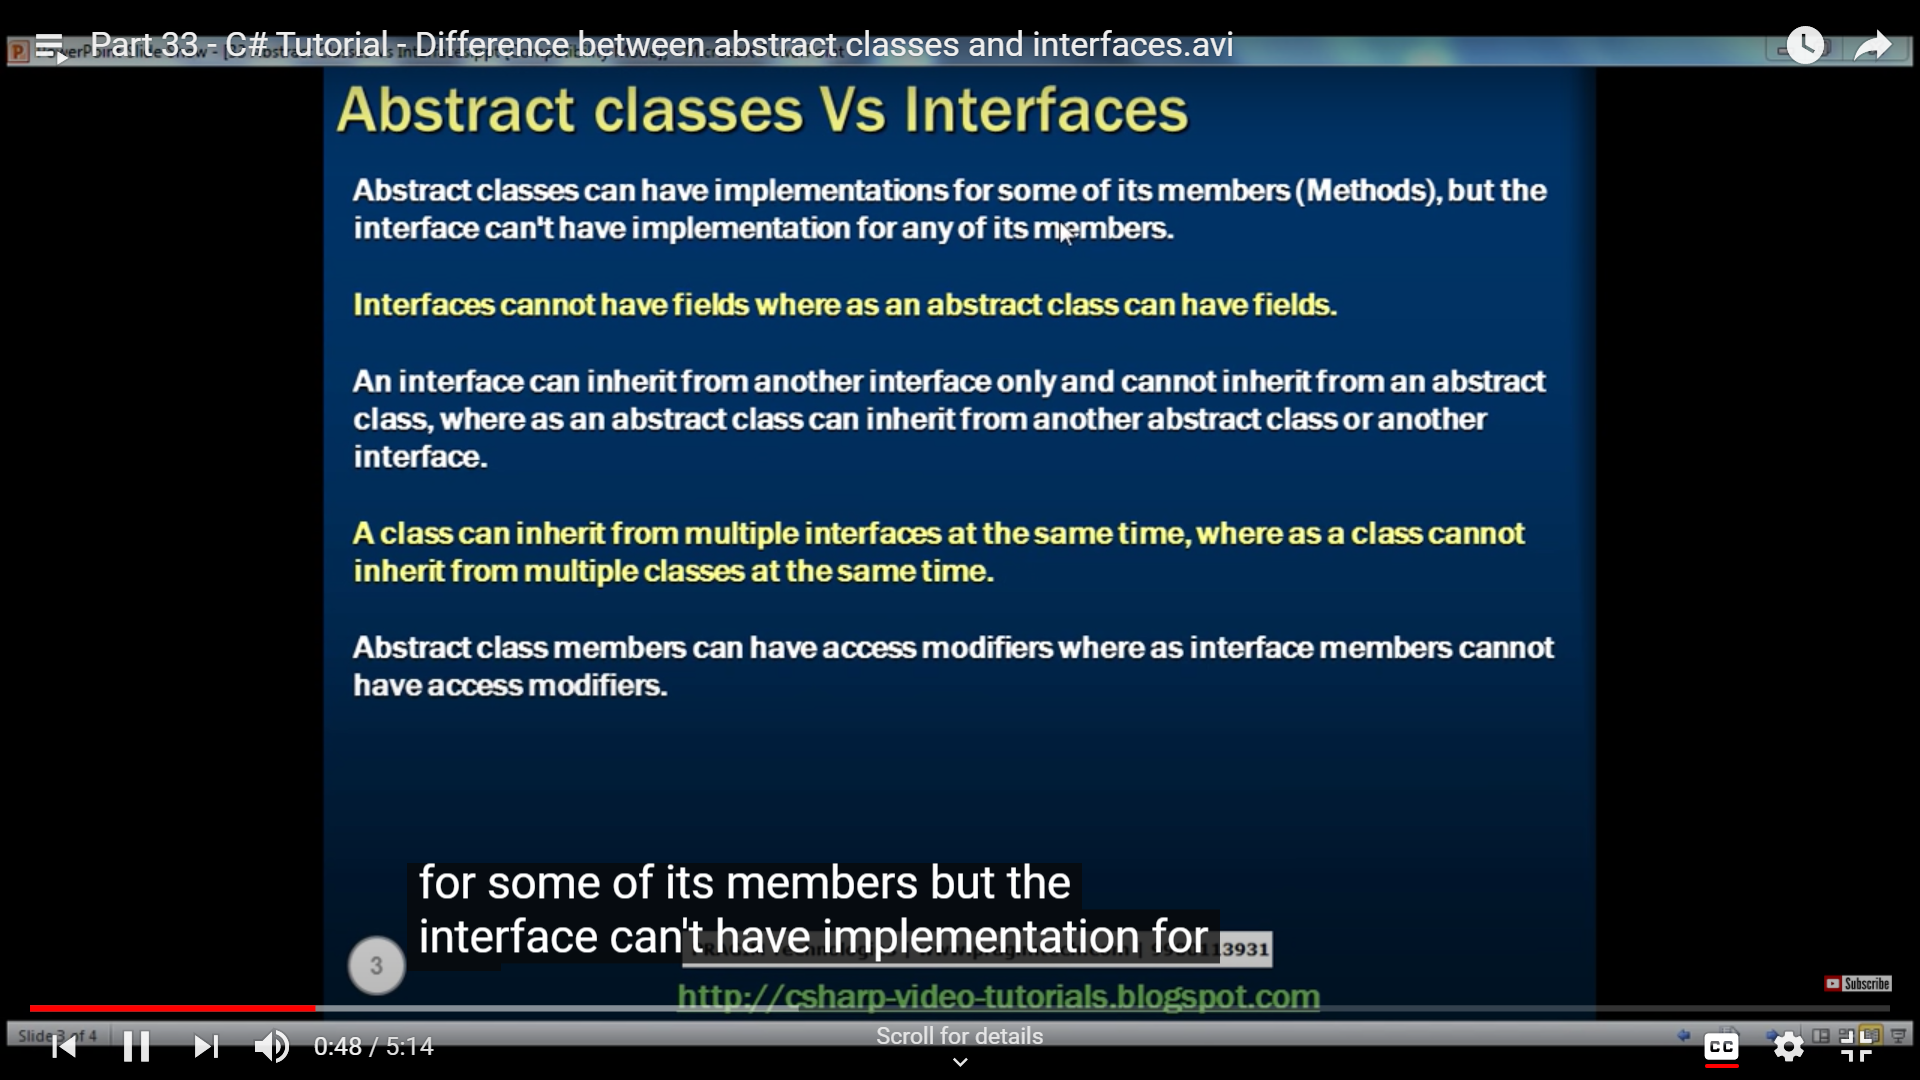 Part 33 - C# Tutorial - Difference between abstract classes and interfaces.avi
Abstract classes Vs Interfaces
Abstract classes can have implementations for some of its members (Methods), but the
interface can't have implementation for any of its members.
Interfaces cannot have fields where as an abstract class can have fields.
An interface can inherit from another interface only and cannot inherit from an abstract
class, where as an abstract class can inherit from another abstract class or another
interface.
A class can inherit from multiple interfaces at the same time, where as a class cannot
inherit from multiple classes at the same time.
Abstract class members can have access modifiers where as interface members cannot
have access modifiers.
for some of its members but the
interface can't have implementation for
3
http://csharp-video-tutorials.blogspot.com
Subscribe
Slide 3 of 4
0:48 / 5:14
Scroll for details
CC